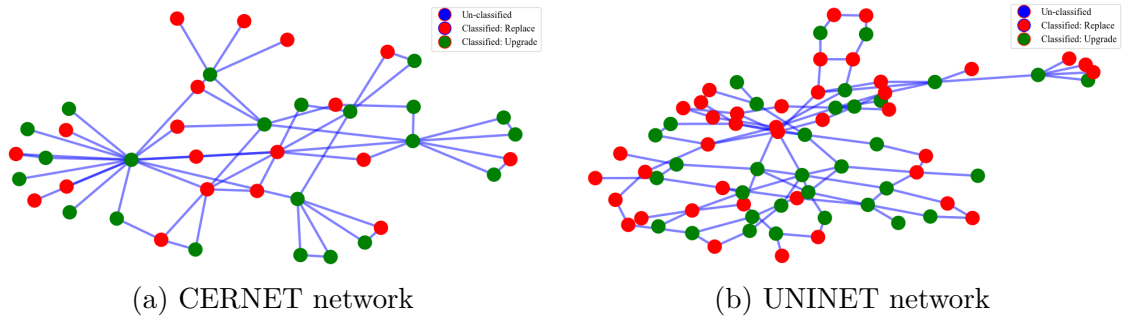 Un-classified
Classified: Replace
Classified: Upgrade
Un-classified
Classified: Replace
Classified: Upgrade
(a) CERNET network
(b) UNINET network